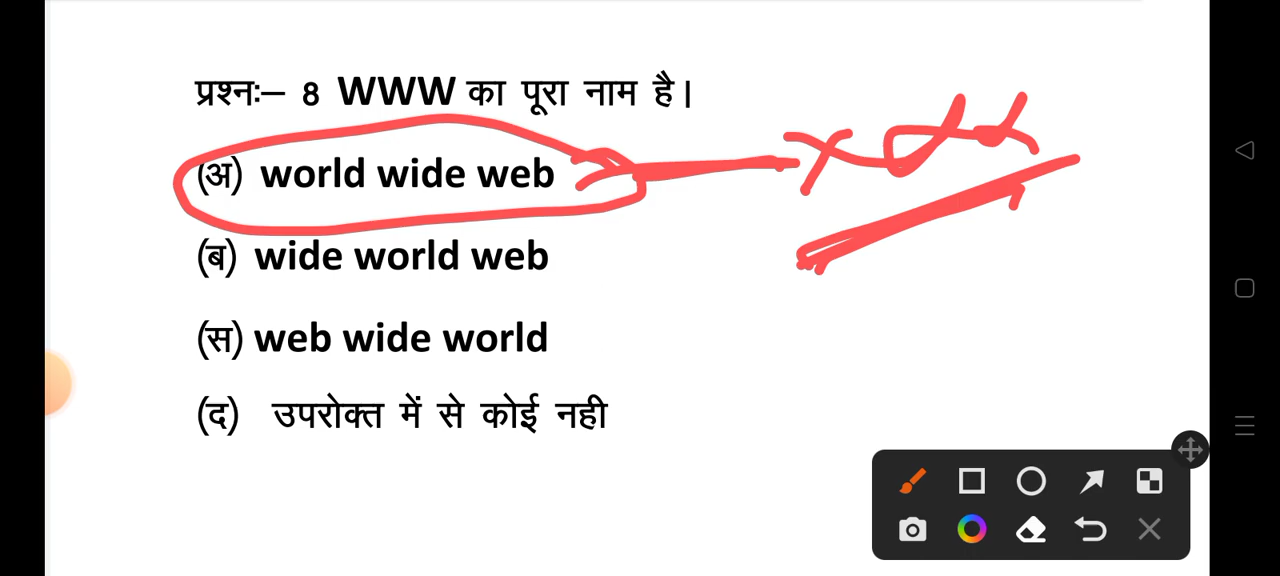 प्रश्नः– 8 WWW का पूरा नाम है।
(अ) world wide web
(ब) wide world web
(स) web wide world
(द) उपरोक्त में से कोई नही